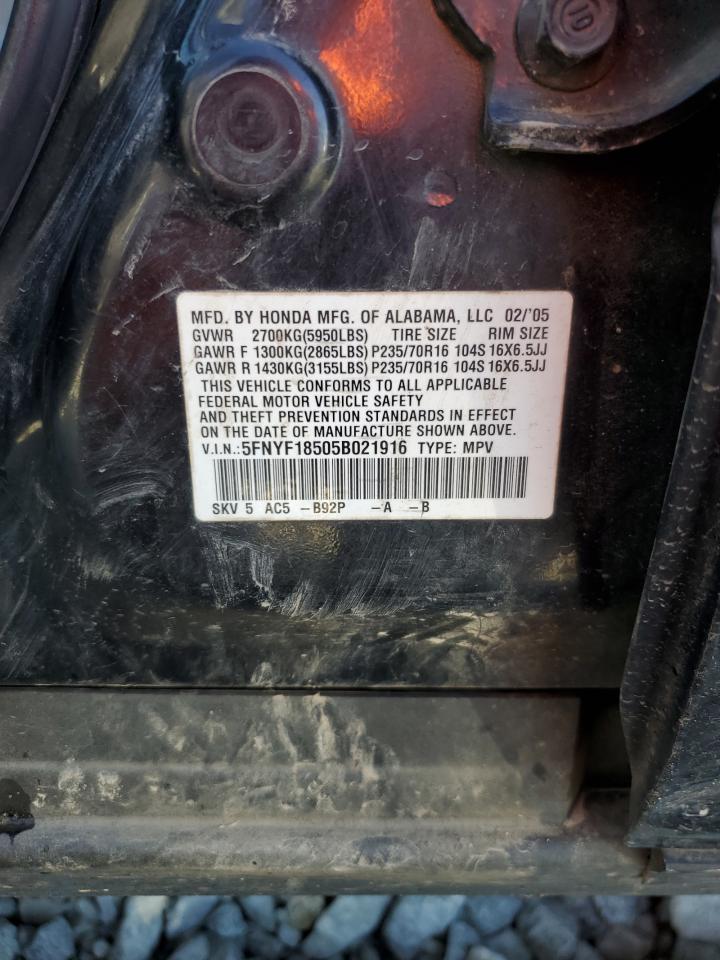 10
MFD. BY HONDA MFG. OF ALABAMA, LLC 02/'05
GVWR 2700KG(5950LBS) TIRE SIZE RIM SIZE
GAWR F 1300KG(2865LBS) P235/70R16 104S 16X6.5JJ
GAWR R 1430KG(3155LBS) P235/70R16 104S 16X6.5JJ
THIS VEHICLE CONFORMS TO ALL APPLICABLE
FEDERAL MOTOR VEHICLE SAFETY
AND THEFT PREVENTION STANDARDS IN EFFECT
ON THE DATE OF MANUFACTURE SHOWN ABOVE.
V.I.N.:5FNYF18505B021916 TYPE: MPV
SKV 5 AC5 -B92P -A -B